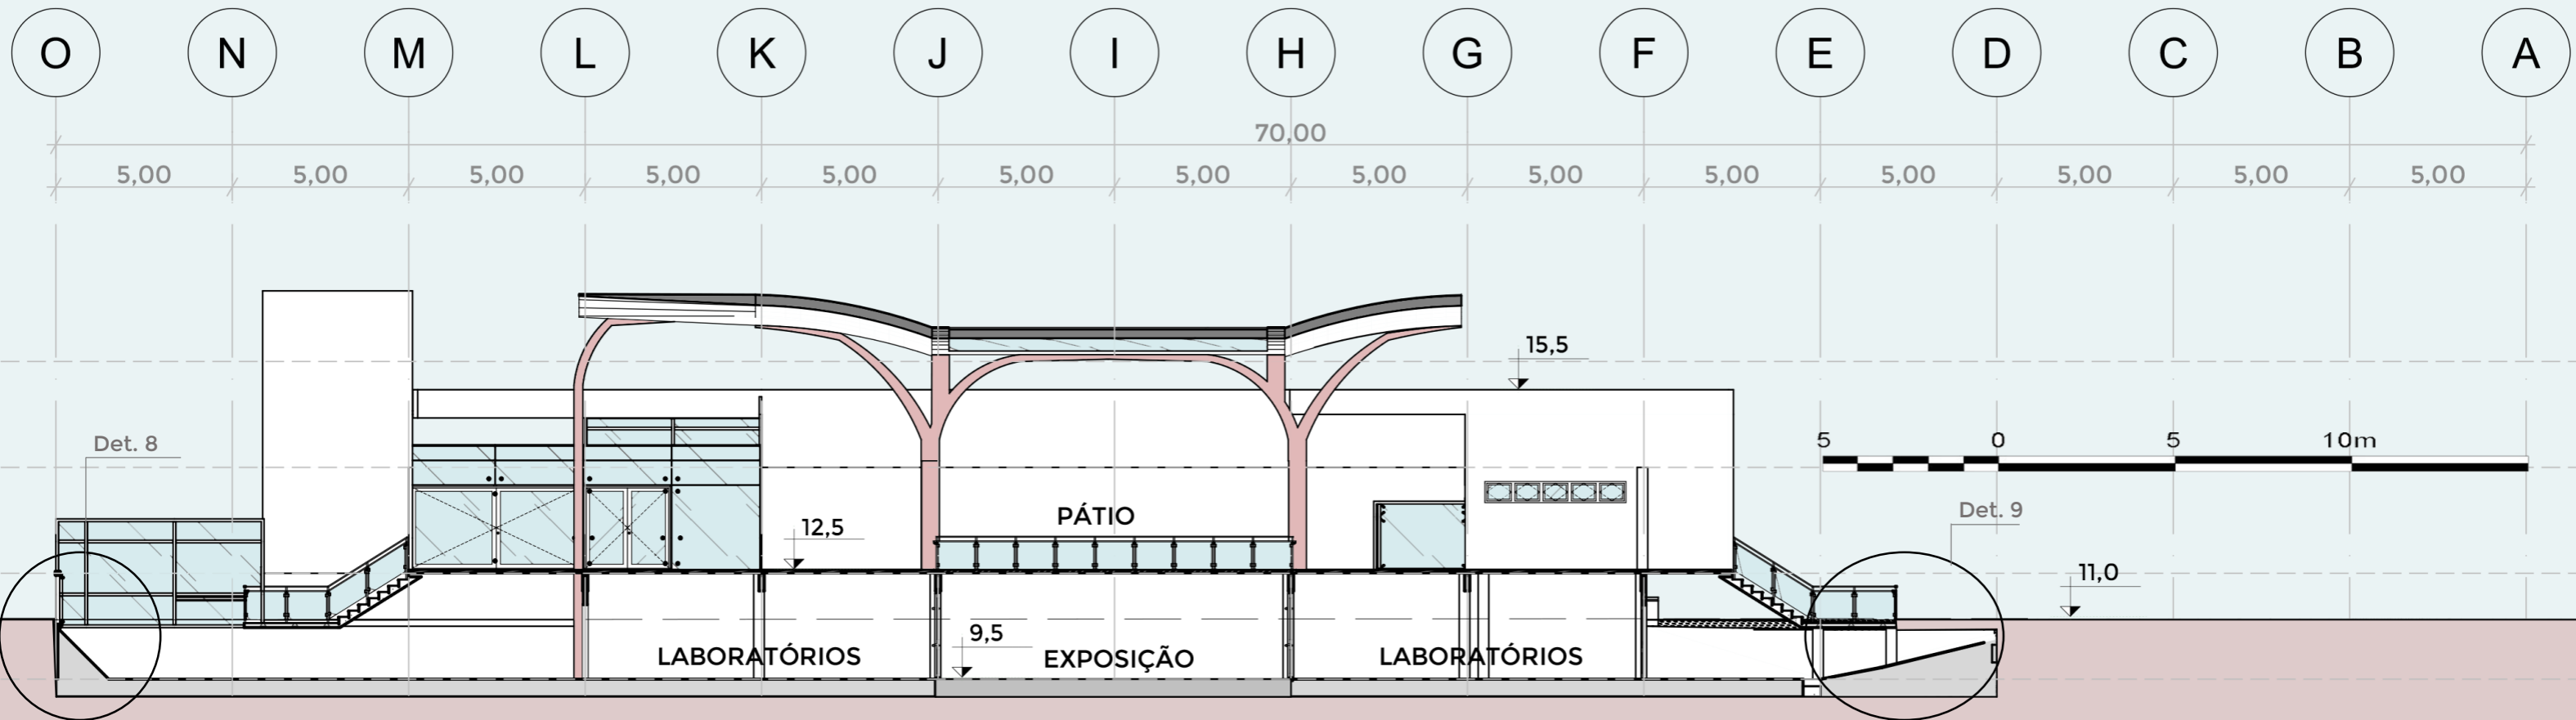 O N M L K J I H G F E D C B A
70,00
5,00 5,00 5,00 5,00 5,00 5,00 5,00 5,00 5,00 5,00 5,00 5,00 5,00 5,00
15,5
Det. 8
5 0 5 10m
12,5
PÁTIO
Det. 9
11,0
9,5
LABORATÓRIOS EXPOSIÇÃO LABORATÓRIOS